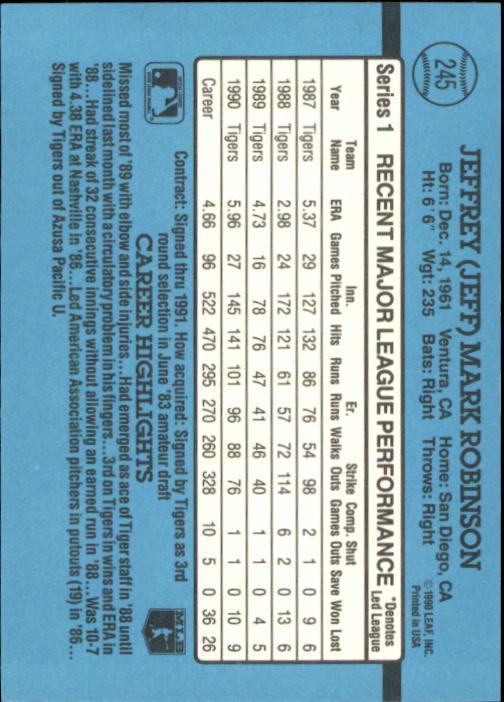 245
JEFFREY (JEFF) MARK ROBINSON
Born: Dec. 14, 1961 Ventura, CA Home: San Diego, CA
Ht: 6' 6" Wgt: 235 Bats: Right Throws: Right
© 1990 LEAF, INC.
Printed in USA
Series 1 RECENT MAJOR LEAGUE PERFORMANCE *Denotes Led League
Year Team Name ERA Games Inn. Pitched Hits Runs Er. Runs Walks Strike Outs Comp. Games Shut Outs Save Won Lost
1987 Tigers 5.37 29 127 132 86 76 54 98 2 1 0 9 6
1988 Tigers 2.98 24 172 121 61 57 72 114 6 2 0 13 6
1989 Tigers 4.73 16 78 76 47 41 46 40 1 1 0 4 5
1990 Tigers 5.96 27 145 141 101 96 88 76 1 1 0 10 9
Career 4.66 96 522 470 295 270 260 328 10 5 0 36 26
Contract: Signed thru 1991. How acquired: Signed by Tigers as 3rd
round selection in June '83 amateur draft
MLB
CAREER HIGHLIGHTS
Missed most of '89 with elbow and side injuries...Had emerged as ace of Tiger staff in '88 until
sidelined last month with a circulatory problem in his fingers...3rd on Tigers in wins and ERA in
'88...Had streak of 32 consecutive innings without allowing an earned run in '88...Was 10-7
with 4.38 ERA at Nashville in '86...Led American Association pitchers in putouts (19) in '86...
Signed by Tigers out of Azusa Pacific U.